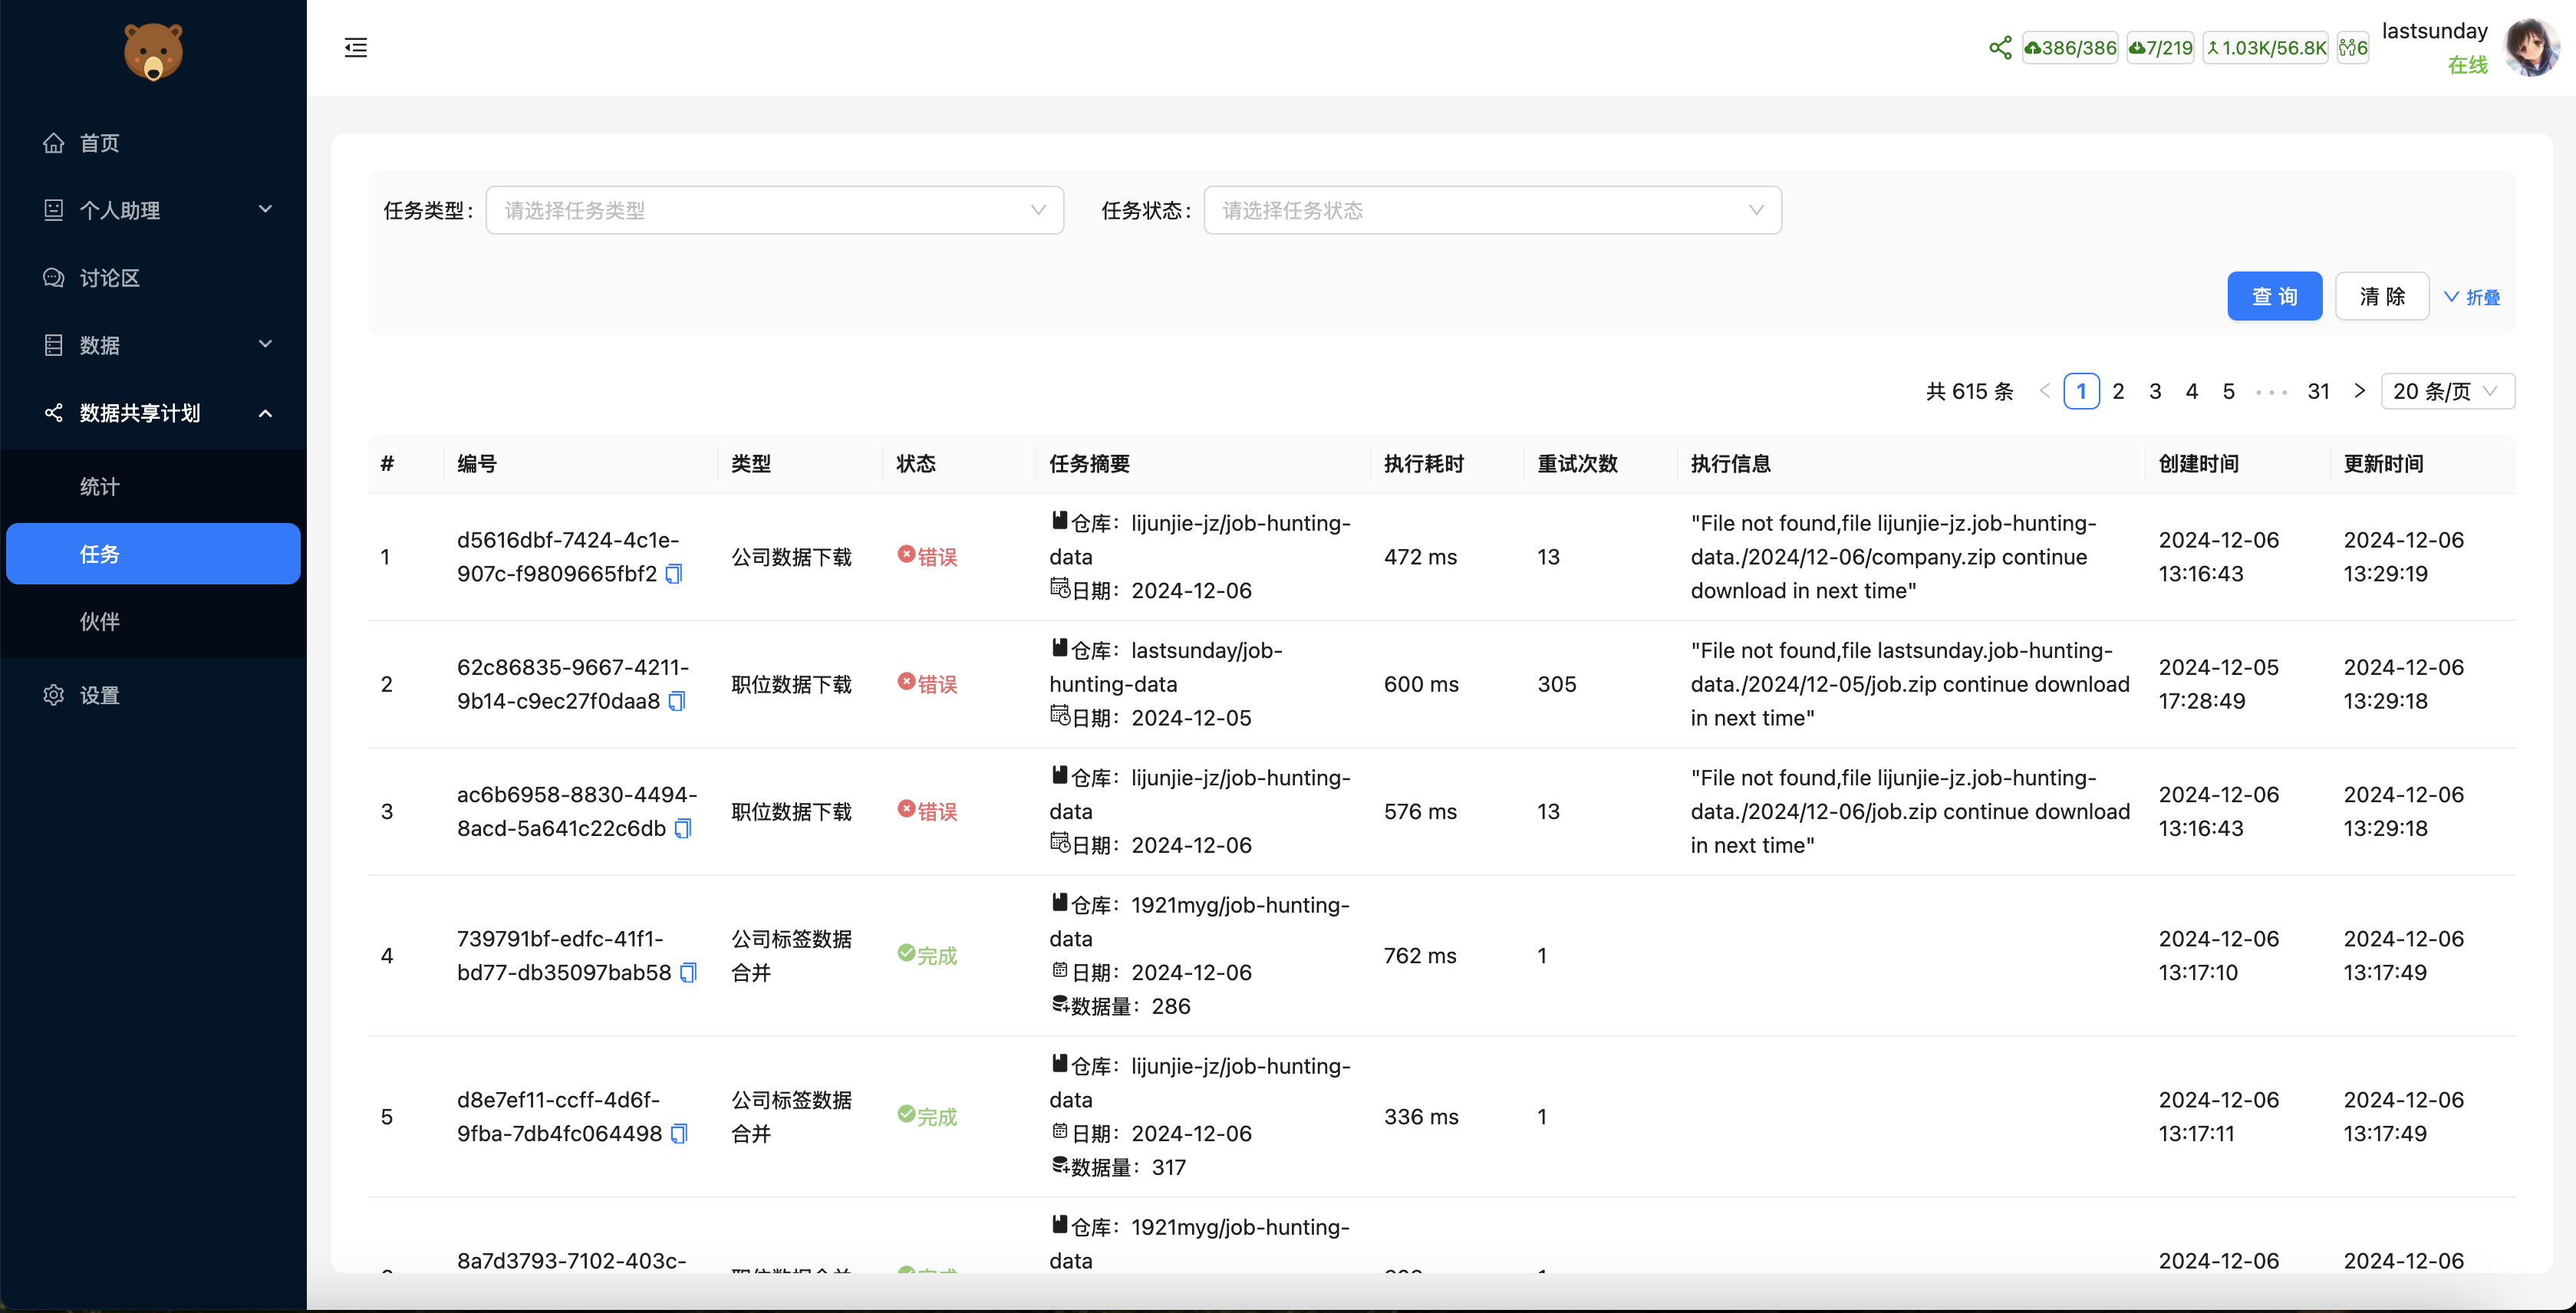 首页
个人助理
讨论区
数据
数据共享计划
统计
任务
伙伴
设置
386/386
7/219
1.03K/56.8K
6
lastsunday
在线
任务类型：
请选择任务类型
任务状态：
请选择任务状态
查 询
清 除
折叠
共 615 条
1
2
3
4
5
•••
31
20 条/页
#
编号
类型
状态
任务摘要
执行耗时
重试次数
执行信息
创建时间
更新时间
1
d5616dbf-7424-4c1e-
907c-f9809665fbf2
公司数据下载
错误
仓库：lijunjie-jz/job-hunting-
data
日期：2024-12-06
472 ms
13
"File not found,file lijunjie-jz.job-hunting-
data./2024/12-06/company.zip continue
download in next time"
2024-12-06
13:16:43
2024-12-06
13:29:19
2
62c86835-9667-4211-
9b14-c9ec27f0daa8
职位数据下载
错误
仓库：lastsunday/job-
hunting-data
日期：2024-12-05
600 ms
305
"File not found,file lastsunday.job-hunting-
data./2024/12-05/job.zip continue download
in next time"
2024-12-05
17:28:49
2024-12-06
13:29:18
3
ac6b6958-8830-4494-
8acd-5a641c22c6db
职位数据下载
错误
仓库：lijunjie-jz/job-hunting-
data
日期：2024-12-06
576 ms
13
"File not found,file lijunjie-jz.job-hunting-
data./2024/12-06/job.zip continue download
in next time"
2024-12-06
13:16:43
2024-12-06
13:29:18
4
739791bf-edfc-41f1-
bd77-db35097bab58
公司标签数据
合并
完成
仓库：1921myg/job-hunting-
data
日期：2024-12-06
数据量：286
762 ms
1
2024-12-06
13:17:10
2024-12-06
13:17:49
5
d8e7ef11-ccff-4d6f-
9fba-7db4fc064498
公司标签数据
合并
完成
仓库：lijunjie-jz/job-hunting-
data
日期：2024-12-06
数据量：317
336 ms
1
2024-12-06
13:17:11
2024-12-06
13:17:49
8a7d3793-7102-403c-
仓库：1921myg/job-hunting-
data
2024-12-06
2024-12-06